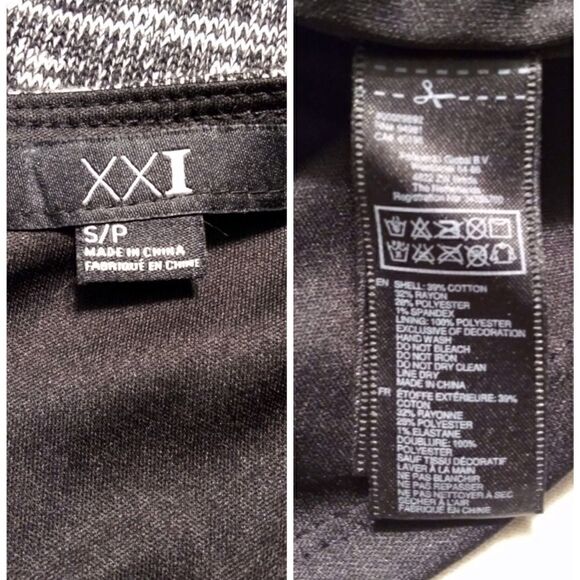 XXI
S/P
MADE IN CHINA
FABRIQUÉ EN CHINE
Global B.V
The
EN SHELL: 39% COTTON
32% RAYON
28% POLYESTER
1% SPANDEX
LINING: 100% POLYESTER
EXCLUSIVE OF DECORATION
HAND WASH
DO NOT BLEACH
DO NOT IRON
DO NOT DRY CLEAN
LINE DRY
MADE IN CHINA
FR ÉTOFFE EXTÉRIEURE: 39%
COTON
32% RAYONNE
28% POLYESTER
1% ELASTANE
DOUBLURE: 100%
POLYESTER
SAUF TISSU DÉCORATIF
LAVER À LA MAIN
NE PAS BLANCHIR
NE PAS REPASSER
NE PAS NETTOYER À SEC
SÉCHER À L'AIR
FABRIQUÉ EN CHINE